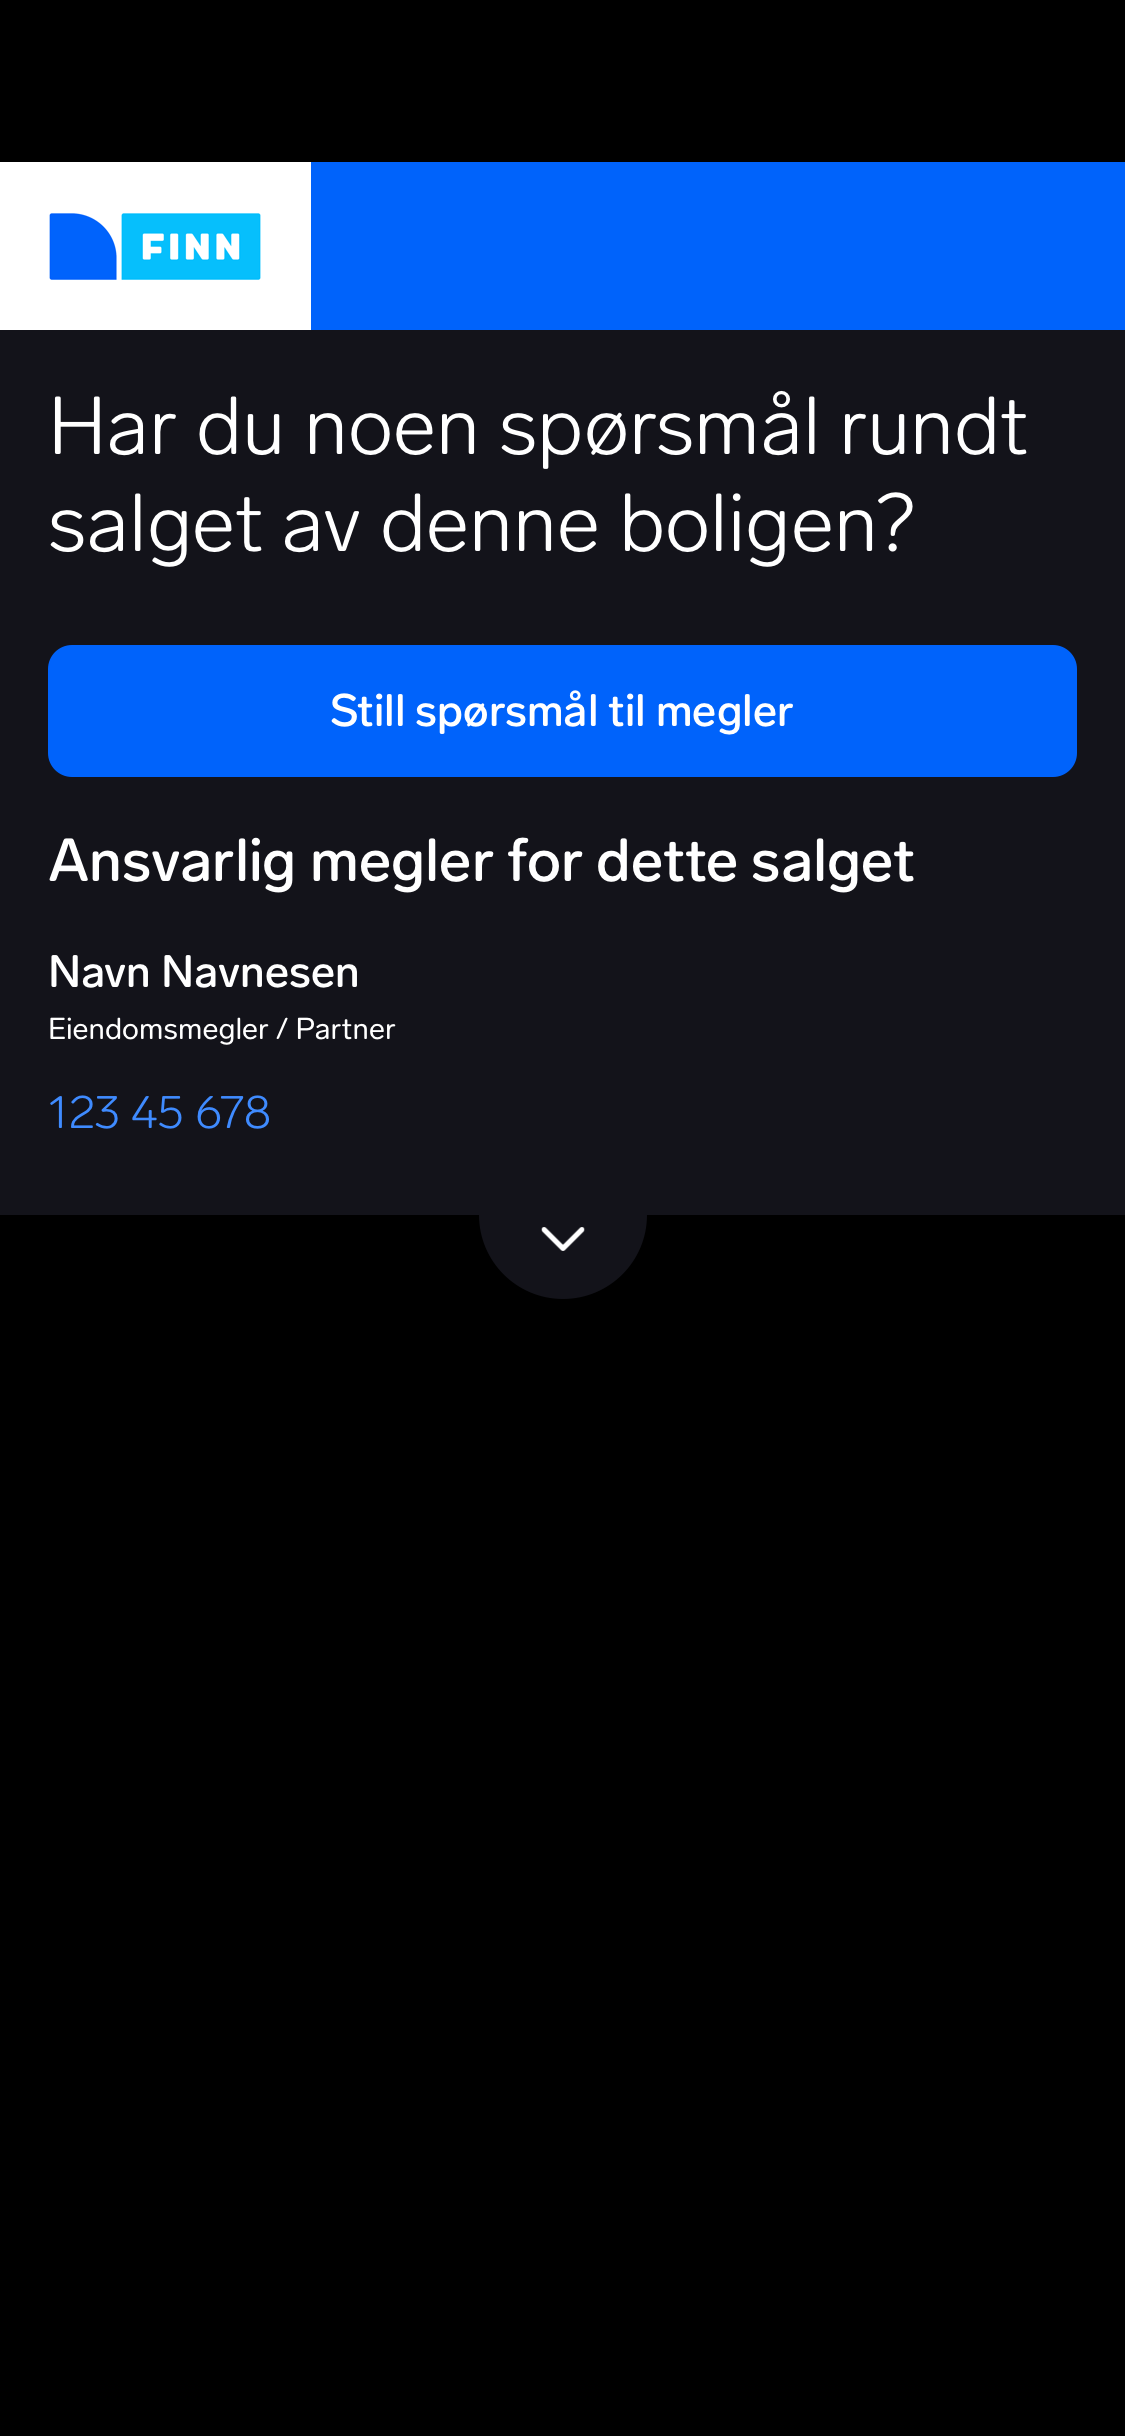 FINN
Har du noen spørsmål rundt
salget av denne boligen?
Still spørsmål til megler
Ansvarlig megler for dette salget
Navn Navnesen
Eiendomsmegler / Partner
123 45 678